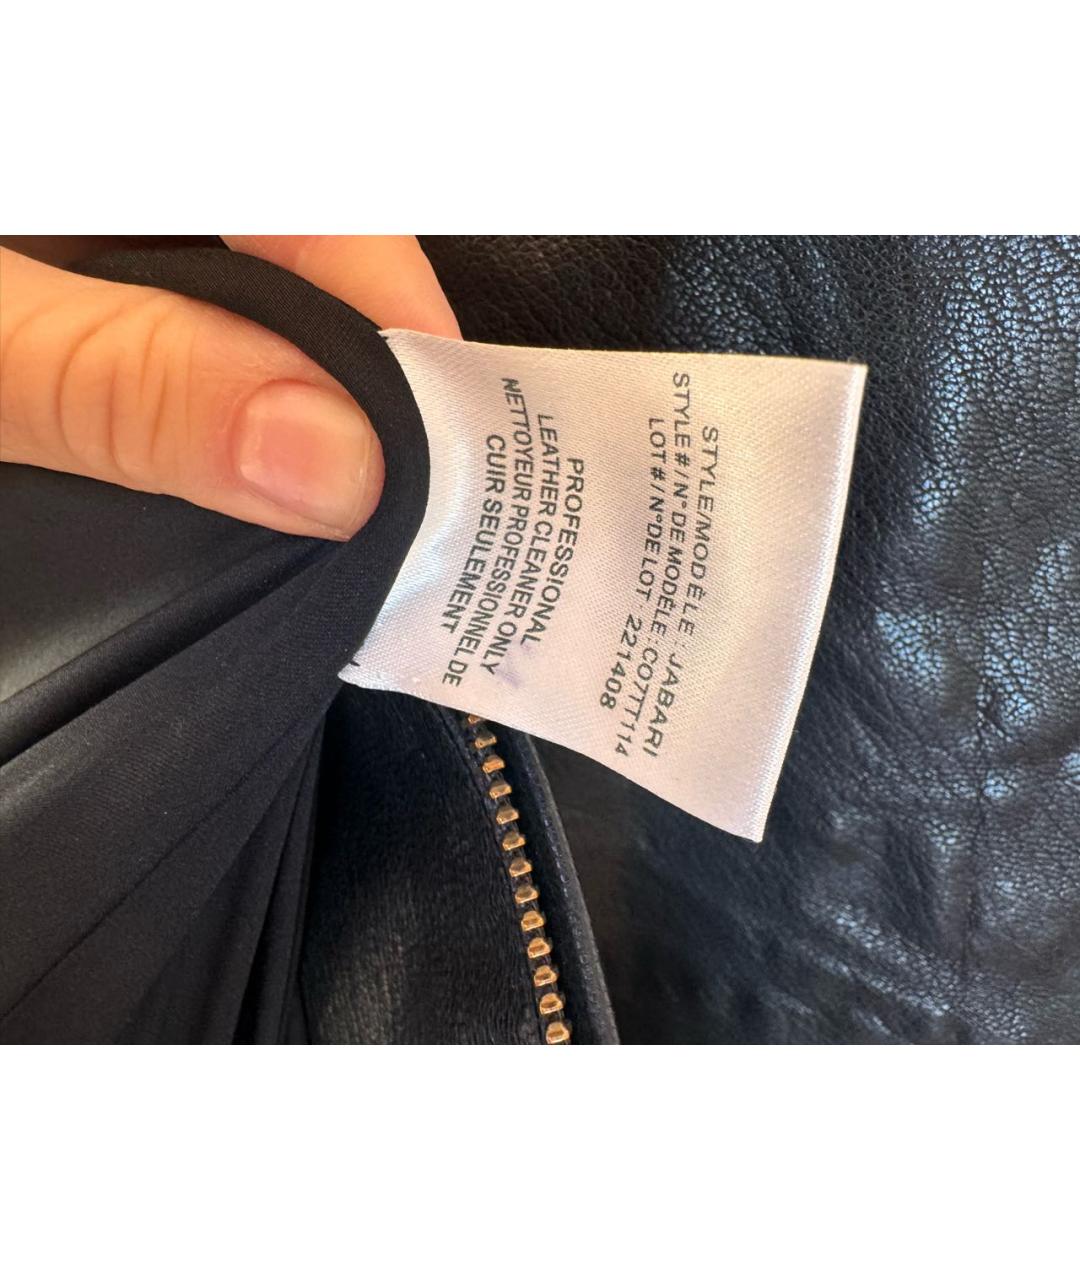 STYLE/MODÈLE : JABARI
STYLE # / N° DE MODÈLE : CO7TT114
LOT # / N° DE LOT : 221408
PROFESSIONAL
LEATHER CLEANER ONLY
NETTOYEUR PROFESSIONNEL DE
CUIR SEULEMENT